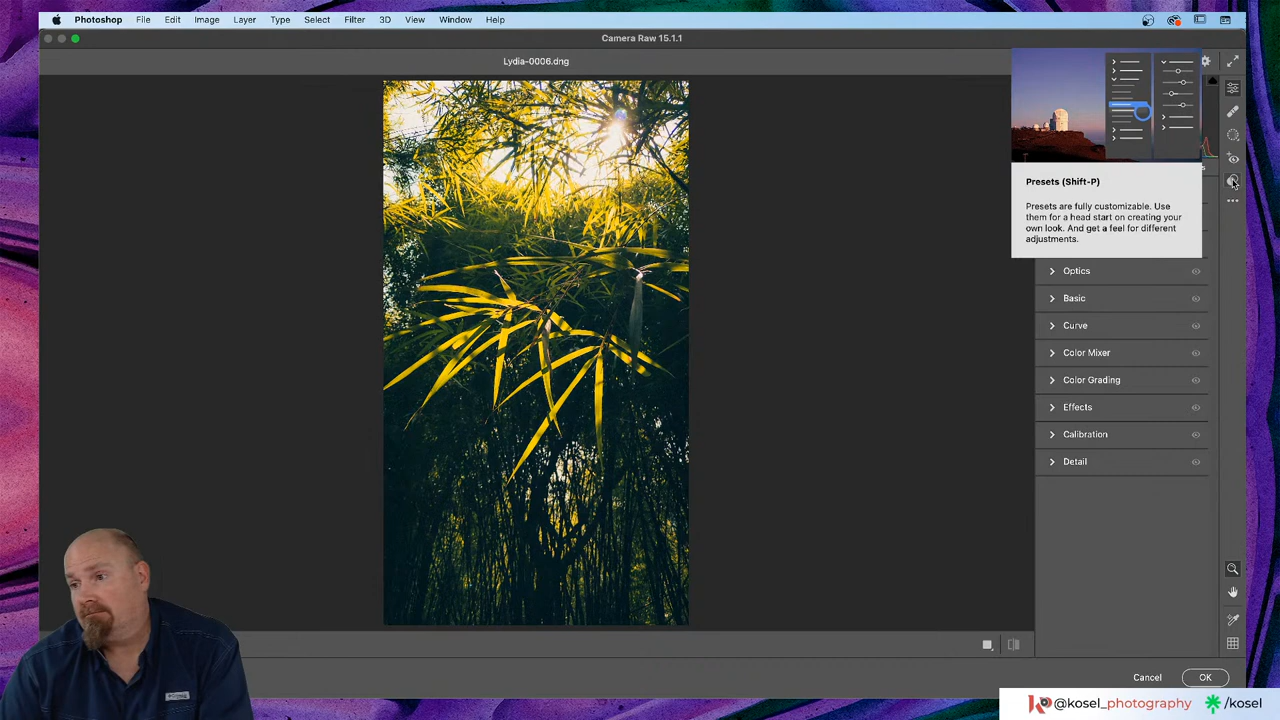 Photoshop File Edit Image Layer Type Select Filter 3D View Window Help
Camera Raw 15.1.1
Lydia-0006.dng
Presets (Shift-P)
Presets are fully customizable. Use
them for a head start on creating your
own look. And get a feel for different
adjustments.
Optics
Basic
Curve
Color Mixer
Color Grading
Effects
Calibration
Detail
Cancel OK
@kosel_photography /kosel